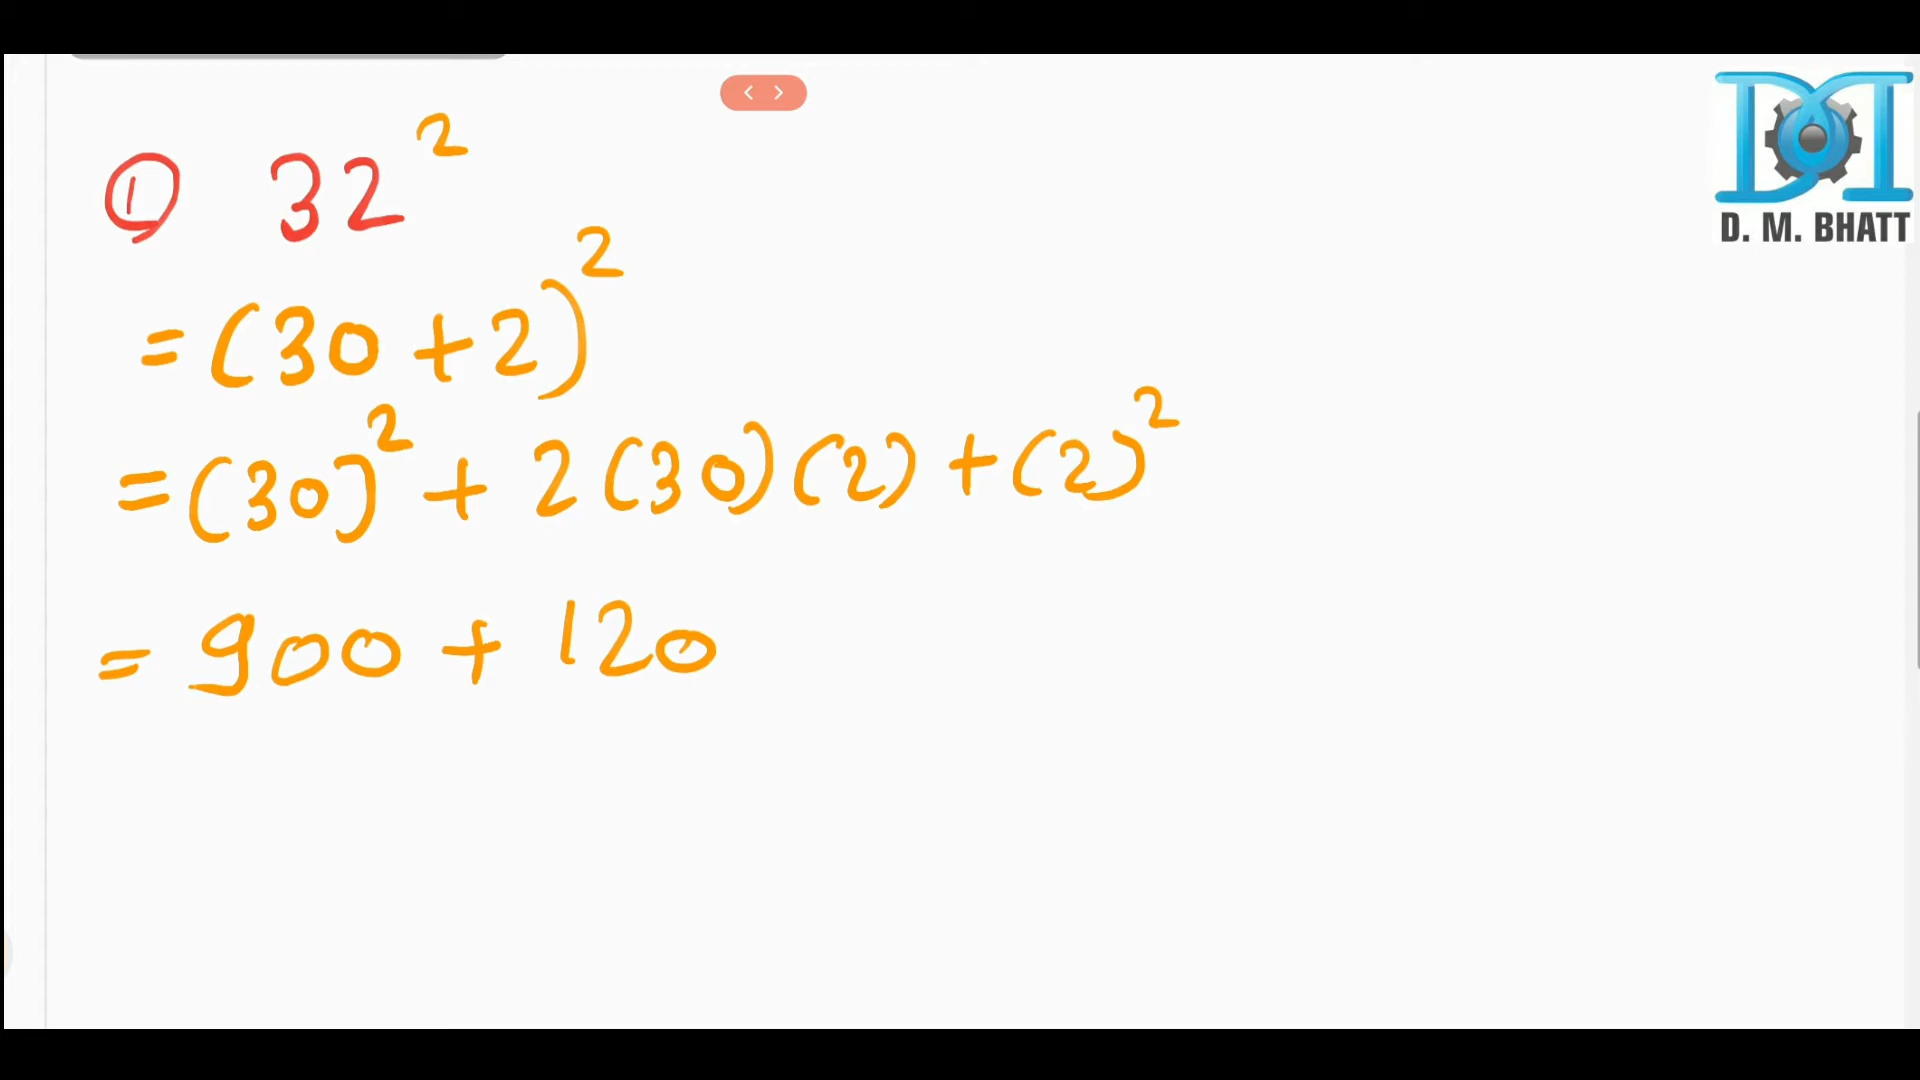 ① 32²
= (30 + 2)²
= (30)² + 2 (30) (2) + (2)²
= 900 + 120
D. M. BHATT